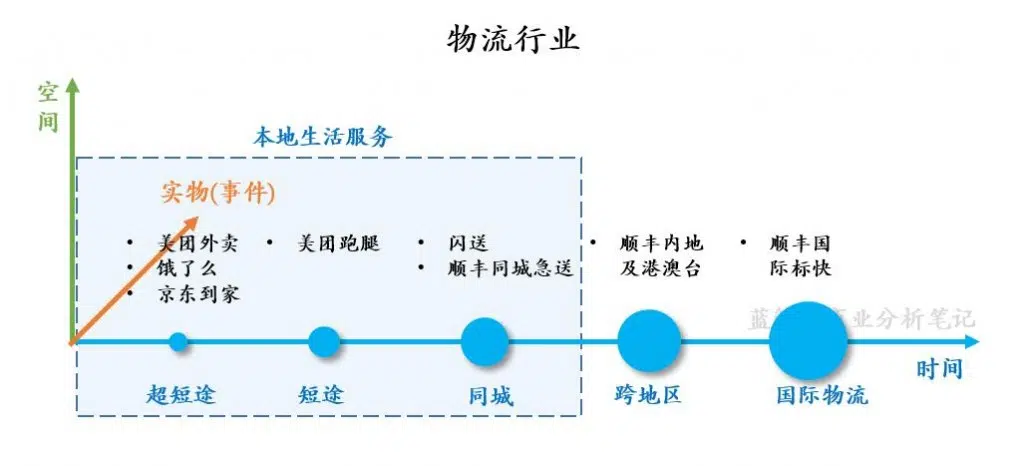 物流行业
空间
本地生活服务
实物(事件)
• 美团外卖
• 饿了么
• 京东到家
• 美团跑腿
• 闪送
• 顺丰同城急送
• 顺丰内地
及港澳台
• 顺丰国
际标快
业分析笔记
时间
超短途
短途
同城
跨地区
国际物流